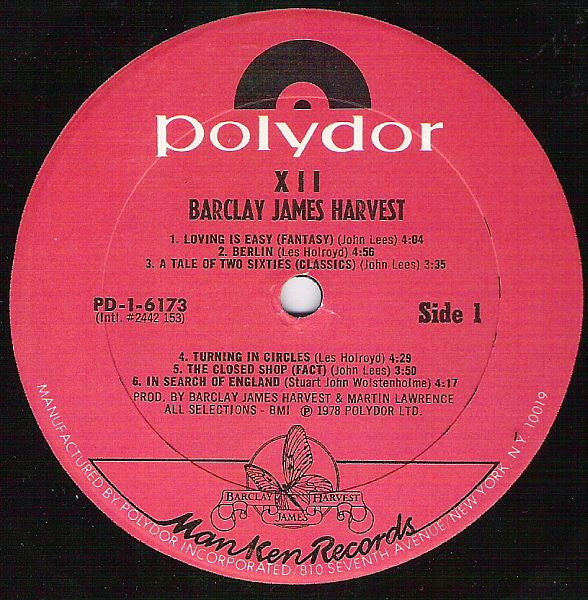 polydor
XII
BARCLAY JAMES HARVEST
1. LOVING IS EASY (FANTASY) (John Lees) 4:04
2. BERLIN (Les Holroyd) 4:56
3. A TALE OF TWO SIXTIES (CLASSICS) (John Lees) 3:35
PD-1-6173
(Intl. #2442 153)
Side 1
4. TURNING IN CIRCLES (Les Holroyd) 4:29
5. THE CLOSED SHOP (FACT) (John Lees) 3:50
6. IN SEARCH OF ENGLAND (Stuart John Wolstenholme) 4:17
PROD. BY BARCLAY JAMES HARVEST & MARTIN LAWRENCE
ALL SELECTIONS - BMI ℗ 1978 POLYDOR LTD.
BARCLAY JAMES HARVEST
ManKen Records
MANUFACTURED BY POLYDOR INCORPORATED / 810 SEVENTH AVENUE / NEW YORK N.Y. 10019